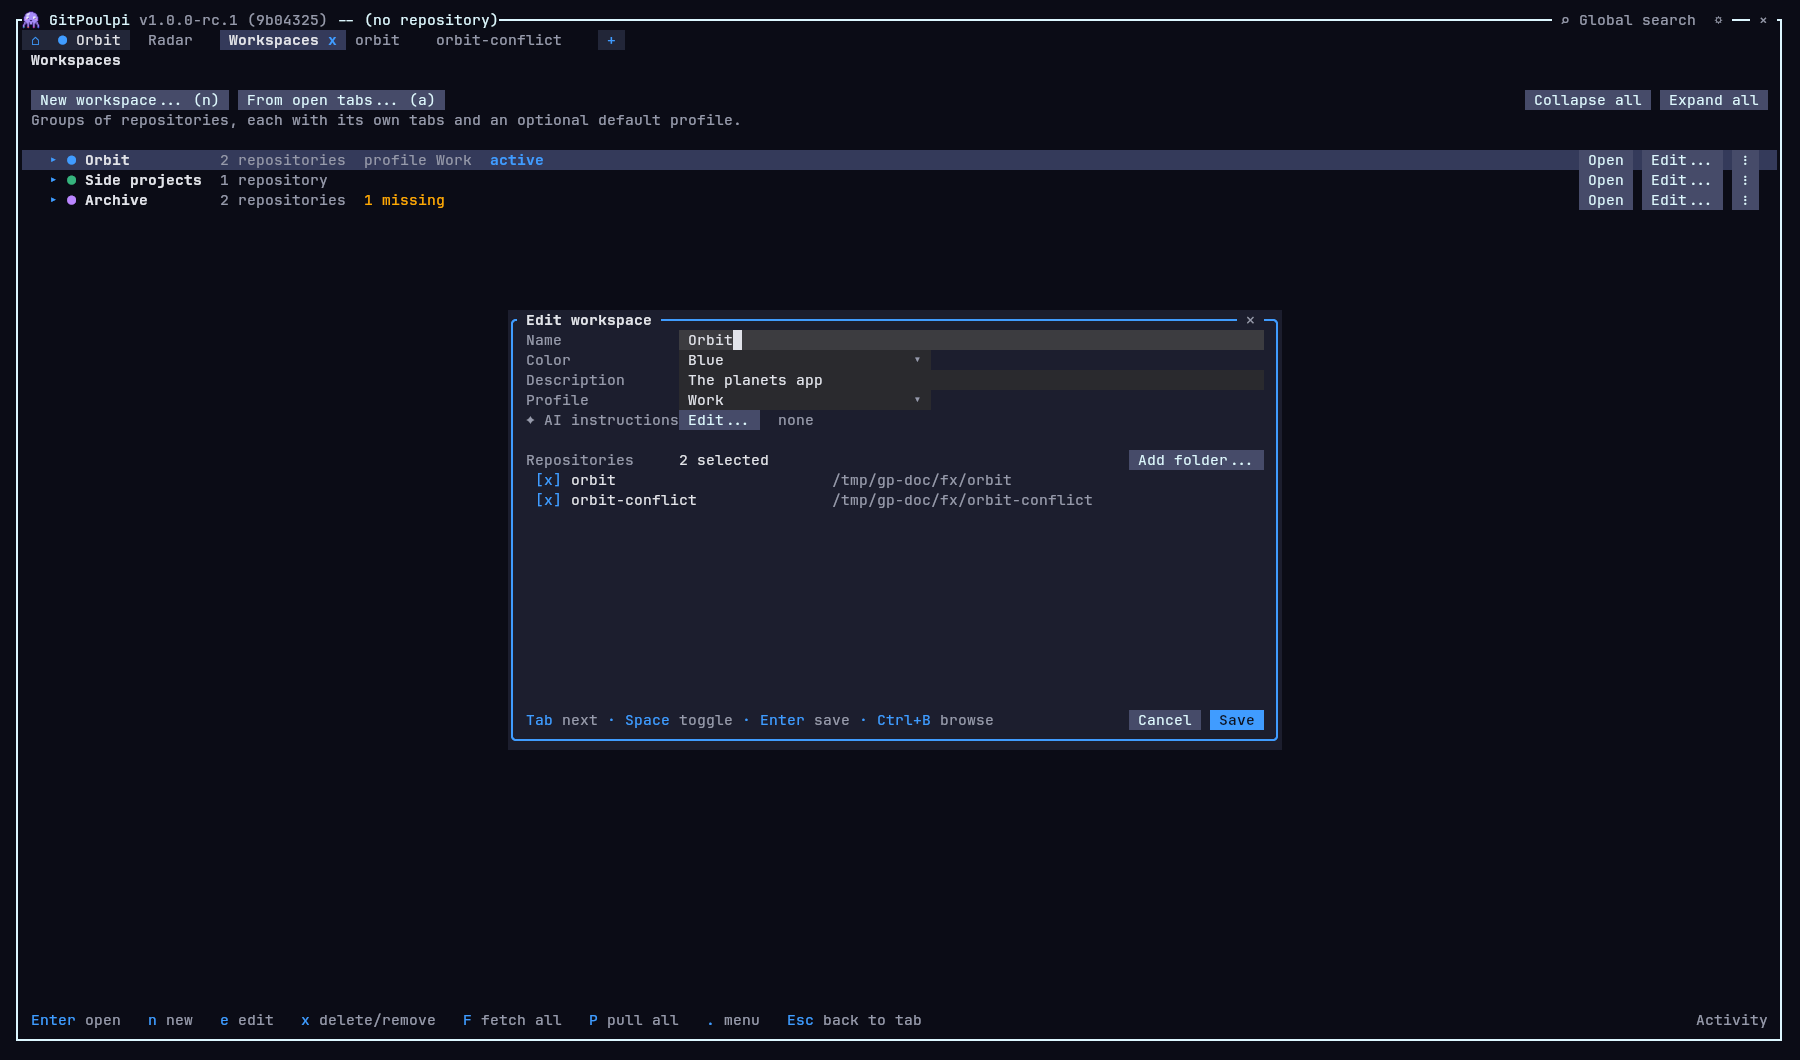 GitPoulpi v1.0.0-rc.1 (9b04325) -- (no repository) ⌕ Global search ☼ × 
⌂ ● Orbit Radar Workspaces x orbit orbit-conflict +
Workspaces
New workspace... (n) From open tabs... (a) Collapse all Expand all
Groups of repositories, each with its own tabs and an optional default profile.
▸ ● Orbit 2 repositories profile Work active Open Edit... ⋮
▸ ● Side projects 1 repository Open Edit... ⋮
▸ ● Archive 2 repositories 1 missing Open Edit... ⋮
Edit workspace ×
Name Orbit
Color Blue ▾
Description The planets app
Profile Work ▾
✦ AI instructions Edit... none
Repositories 2 selected Add folder...
[x] orbit /tmp/gp-doc/fx/orbit
[x] orbit-conflict /tmp/gp-doc/fx/orbit-conflict
Tab next · Space toggle · Enter save · Ctrl+B browse Cancel Save
Enter open n new e edit x delete/remove F fetch all P pull all . menu Esc back to tab Activity